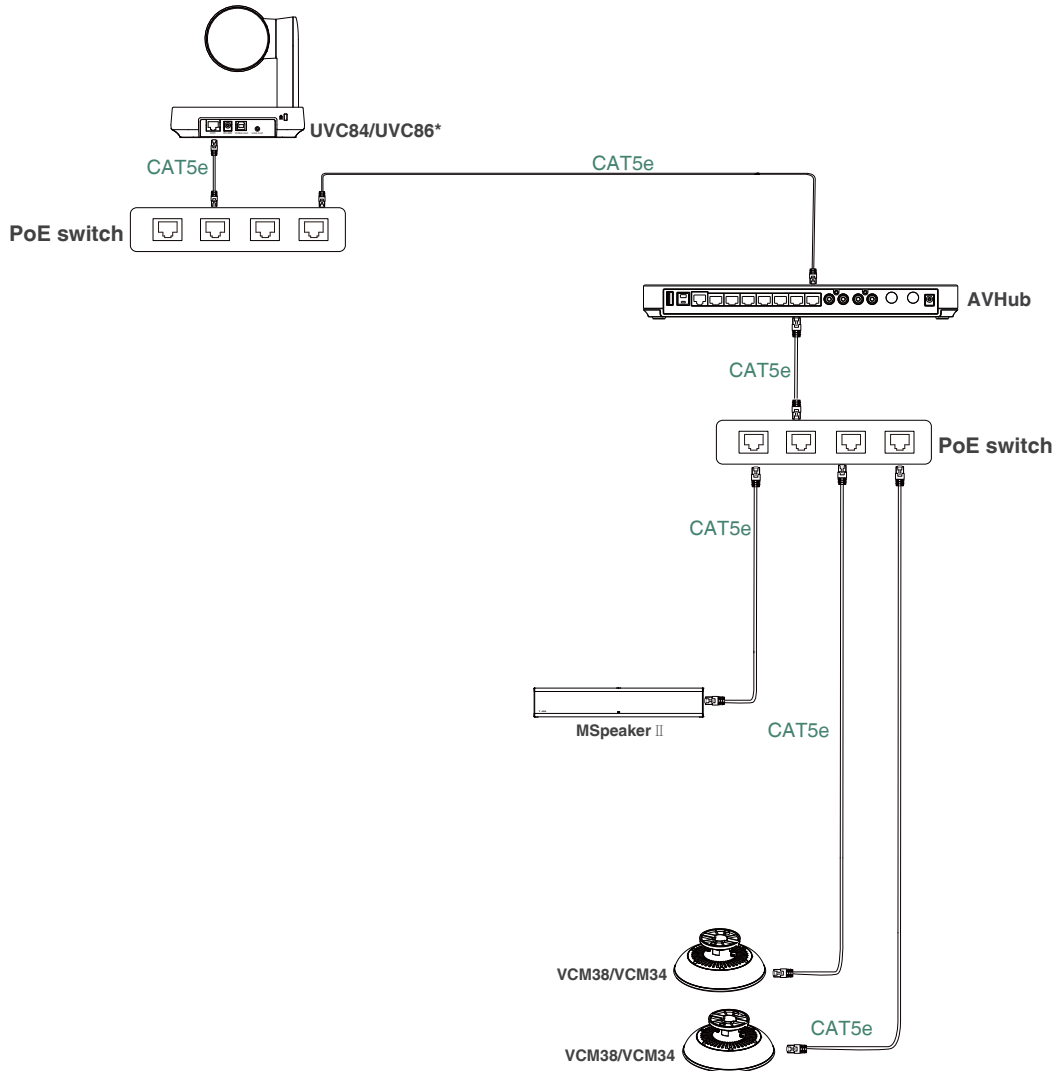 UVC84/UVC86*
CAT5e
CAT5e
PoE switch
AVHub
CAT5e
PoE switch
CAT5e
MSpeaker Ⅱ
CAT5e
VCM38/VCM34
CAT5e
VCM38/VCM34